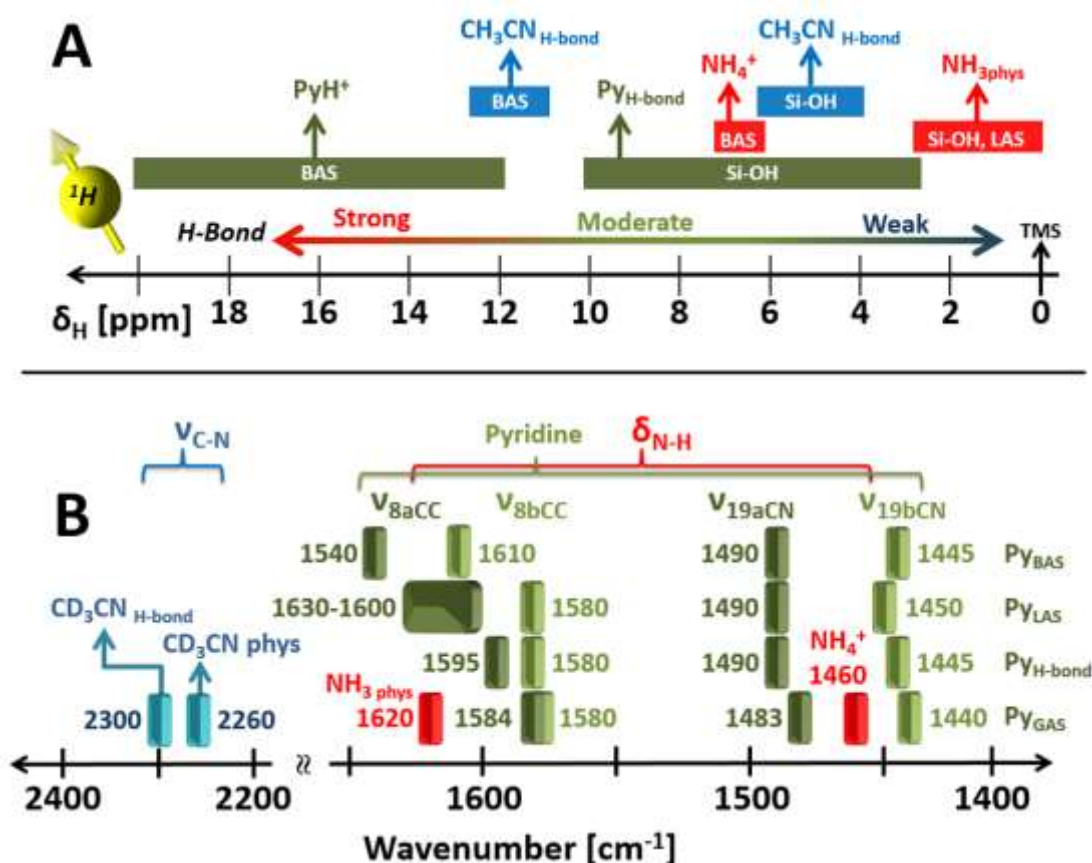 A
CH3CN H-bond
CH3CN H-bond
PyH+
PyH-bond
NH4+
NH3phys
BAS
Si-OH
BAS
Si-OH, LAS
BAS
Si-OH
1H
H-Bond
Strong
Moderate
Weak
TMS
δH [ppm]
18 16 14 12 10 8 6 4 2 0
νC-N
Pyridine
δN-H
B
ν8aCC ν8bCC ν19aCN ν19bCN
1540 1610 1490 1445 PyBAS
1630-1600 1580 1490 1450 PyLAS
CD3CN H-bond
CD3CN phys
NH4+
1595 1580 1490 1460 1445 PyH-bond
NH3 phys
2300 2260 1620 1584 1580 1483 1440 PyGAS
2400 2200 1600 1500 1400
Wavenumber [cm-1]